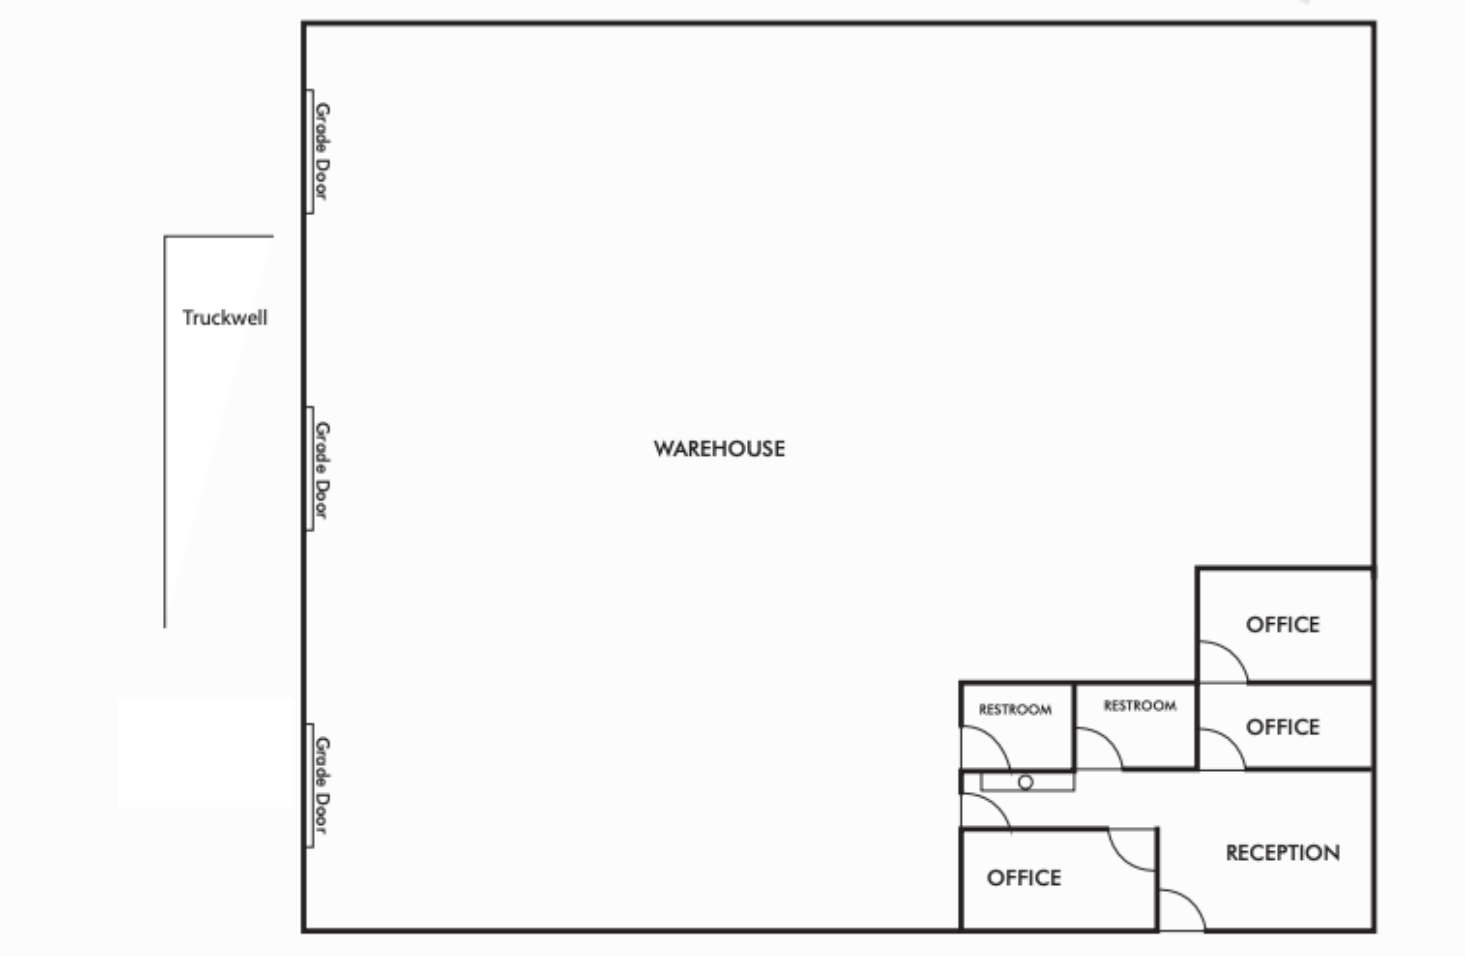 Grade Door
Truckwell
Grade Door
WAREHOUSE
OFFICE
RESTROOM
RESTROOM
OFFICE
Grade Door
RECEPTION
OFFICE